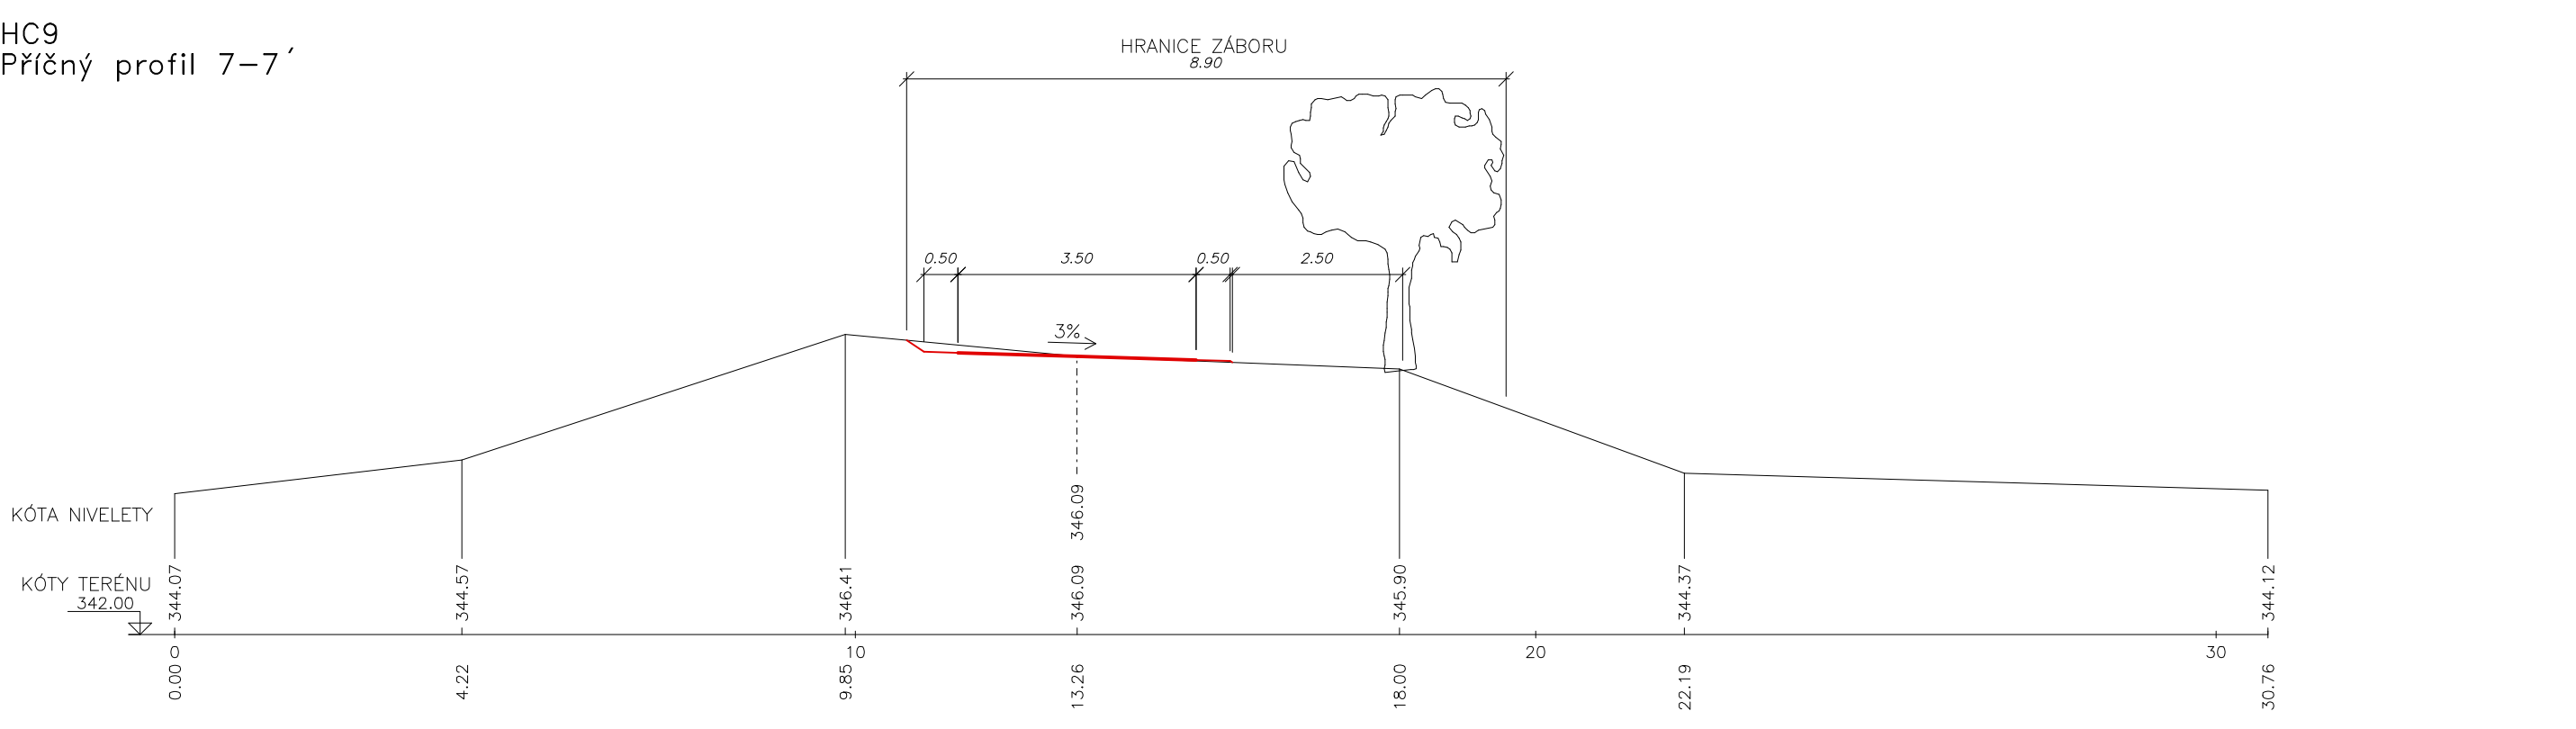 HC9
Příčný profil 7-7´
HRANICE ZÁBORU
8.90
0.50 3.50 0.50 2.50
3%
KÓTA NIVELETY 346.09
KÓTY TERÉNU 344.07 344.57 346.41 346.09 345.90 344.37 344.12
342.00
0 10 20 30
0.00 4.22 9.85 13.26 18.00 22.19 30.76